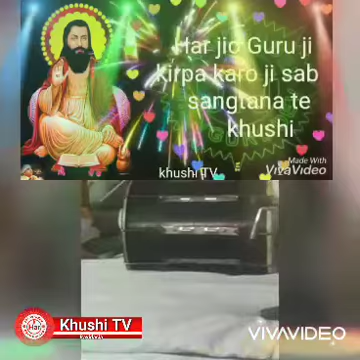 Har jio Guru ji
kirpa karo ji sab
sangtana te
khushi
khushi TV
Made With
VivaVideo
Har
Khushi TV
VIVAVIDEO